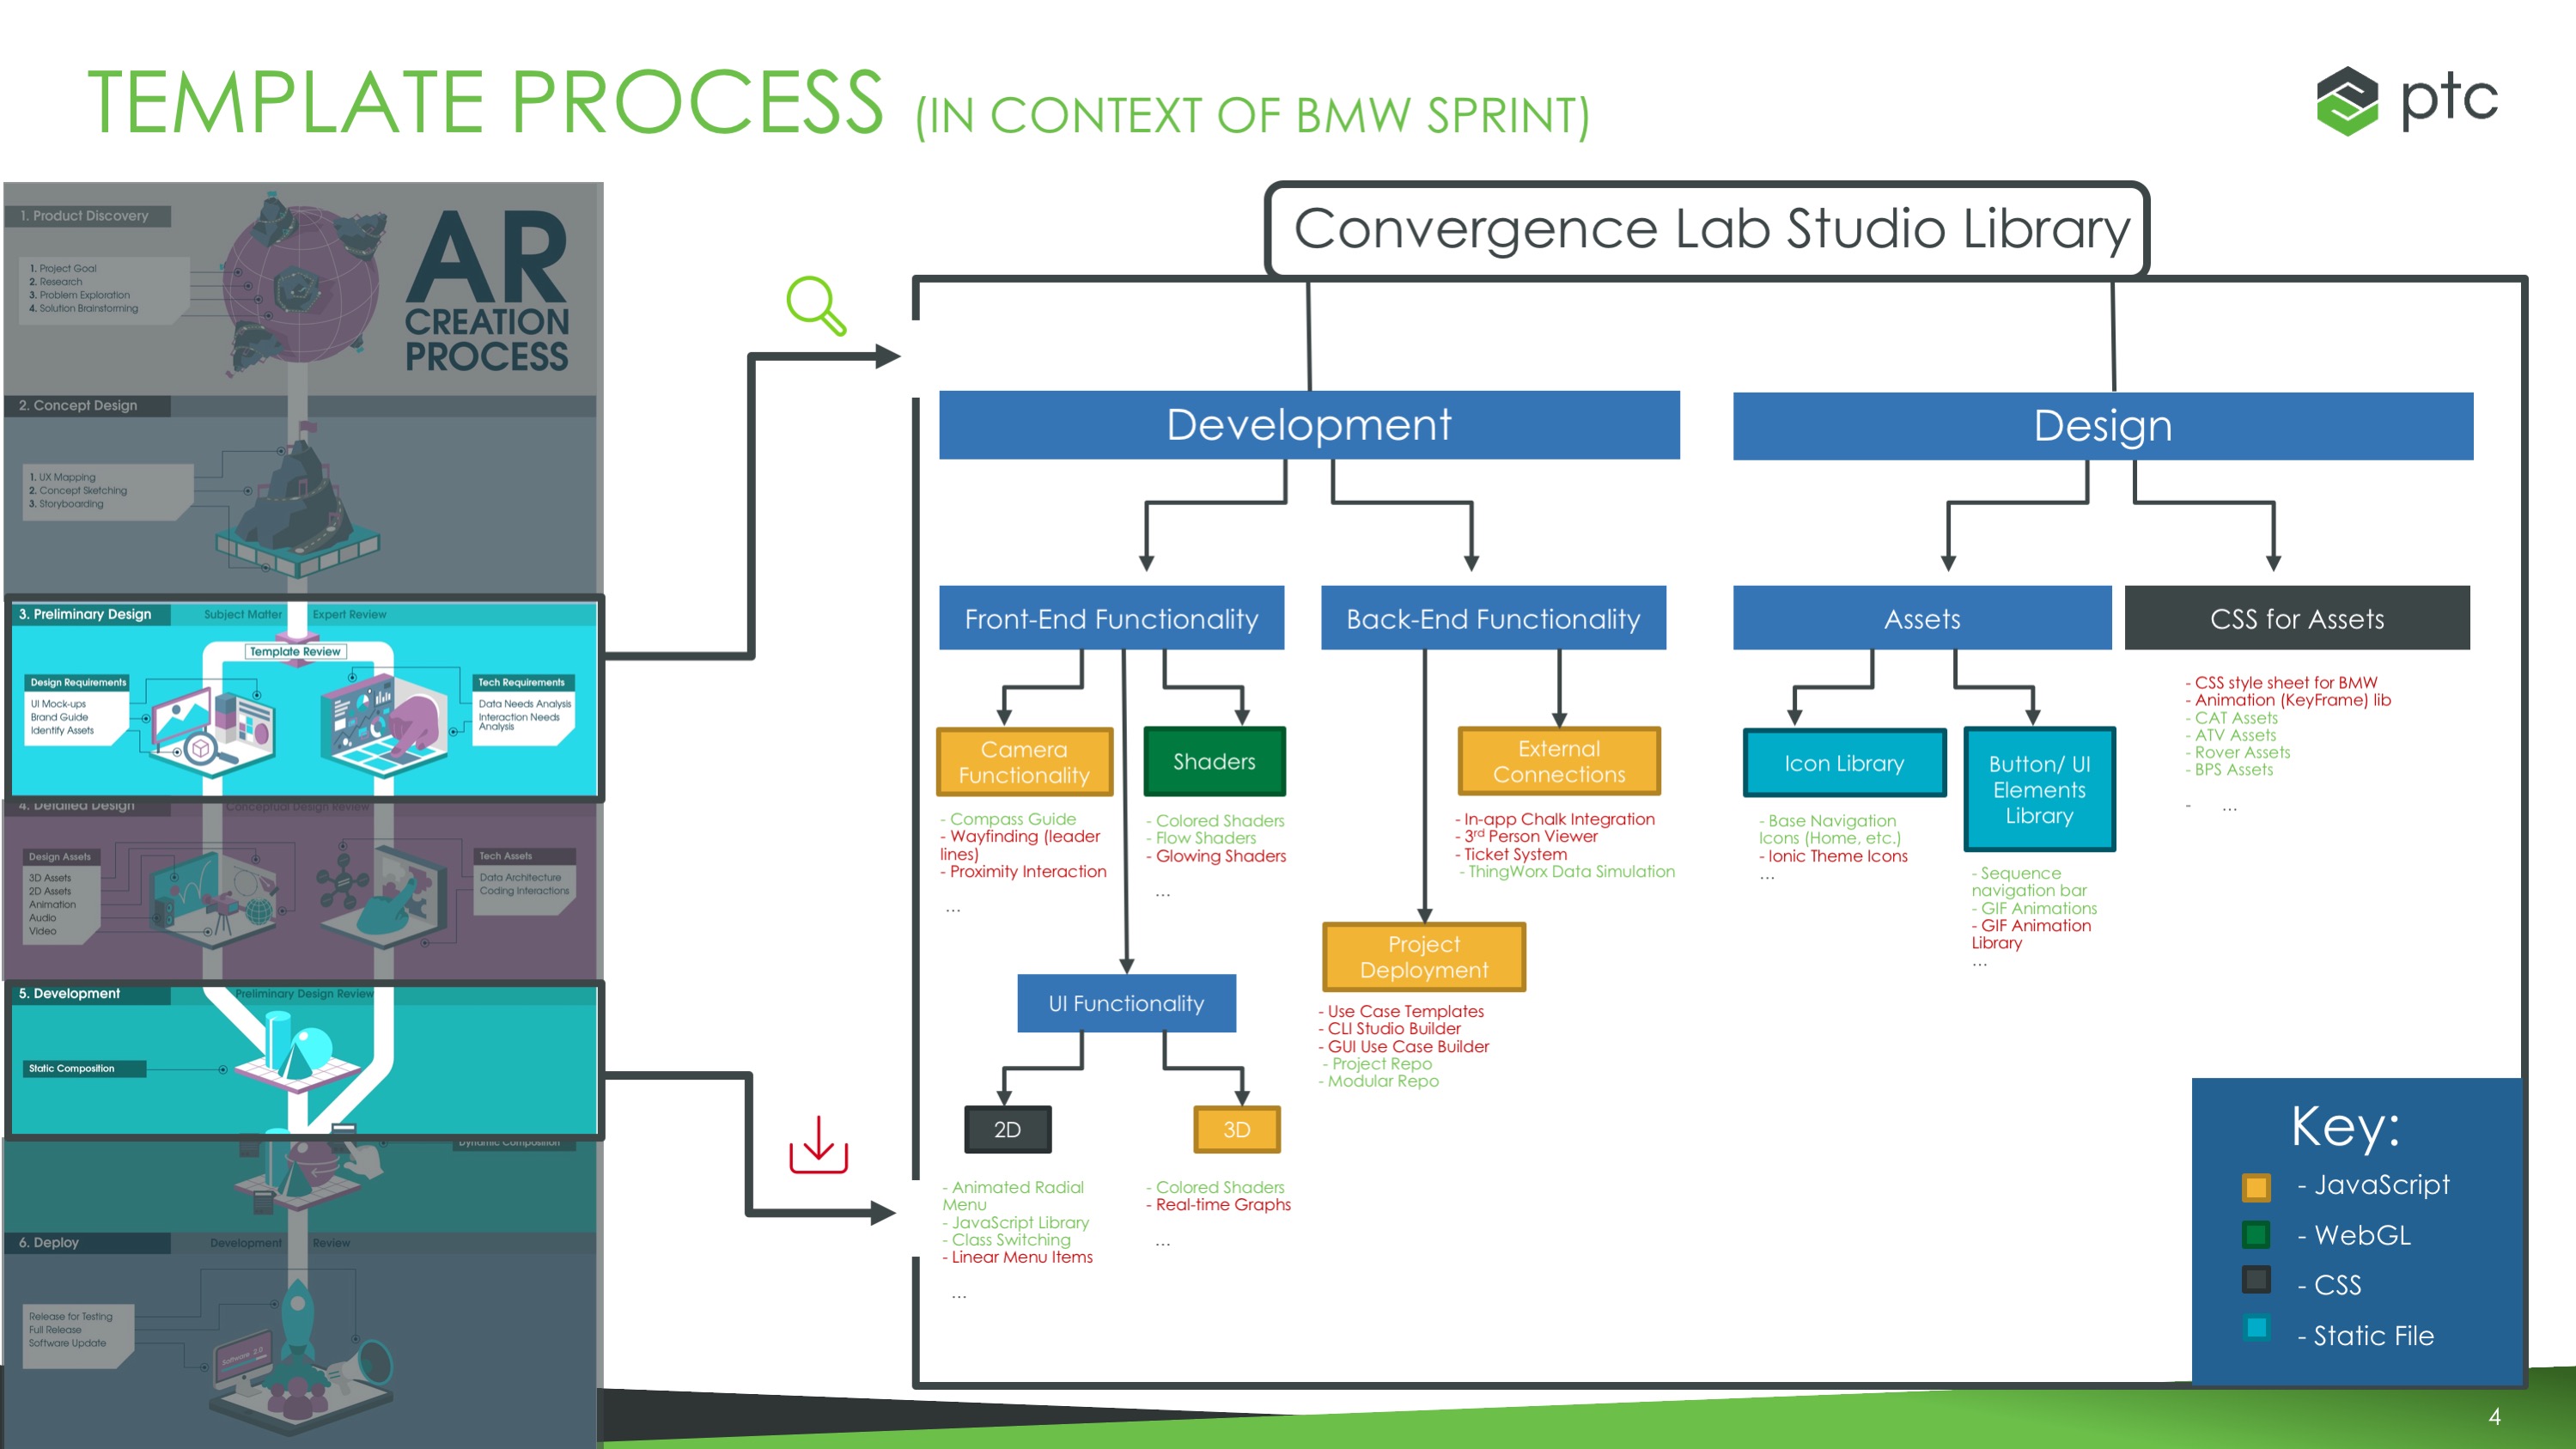 TEMPLATE PROCESS (IN CONTEXT OF BMW SPRINT)
ptc
1. Product Discovery
1. Project Goal
2. Research
3. Problem Exploration
4. Solution Brainstorming
AR
CREATION
PROCESS
2. Concept Design
1. UX Mapping
2. Concept Sketching
3. Storyboarding
3. Preliminary Design
Subject Matter Expert Review
Template Review
Design Requirements
UI Mock-ups
Brand Guide
Identify Assets
Tech Requirements
Data Needs Analysis
Interaction Needs
Analysis
4. Detailed Design
Conceptual Design Review
Design Assets
3D Assets
2D Assets
Animation
Audio
Video
Tech Assets
Data Architecture
Coding Interactions
5. Development
Preliminary Design Review
Static Composition
Dynamic Composition
6. Deploy
Development Review
Release for Testing
Full Release
Software Update
Software 2.0
Convergence Lab Studio Library
Development
Front-End Functionality
Camera
Functionality
- Compass Guide
- Wayfinding (leader
lines)
- Proximity Interaction
...
Shaders
- Colored Shaders
- Flow Shaders
- Glowing Shaders
...
UI Functionality
2D
- Animated Radial
Menu
- JavaScript Library
- Class Switching
- Linear Menu Items
...
3D
- Colored Shaders
- Real-time Graphs
...
Back-End Functionality
External
Connections
- In-app Chalk Integration
- 3rd Person Viewer
- Ticket System
- ThingWorx Data Simulation
Project
Deployment
- Use Case Templates
- CLI Studio Builder
- GUI Use Case Builder
- Project Repo
- Modular Repo
Design
Assets
Icon Library
- Base Navigation
Icons (Home, etc.)
- Ionic Theme Icons
...
Button/ UI
Elements
Library
- Sequence
navigation bar
- GIF Animations
- GIF Animation
Library
...
CSS for Assets
- CSS style sheet for BMW
- Animation (KeyFrame) lib
- CAT Assets
- ATV Assets
- Rover Assets
- BPS Assets
- ...
Key:
- JavaScript
- WebGL
- CSS
- Static File
4